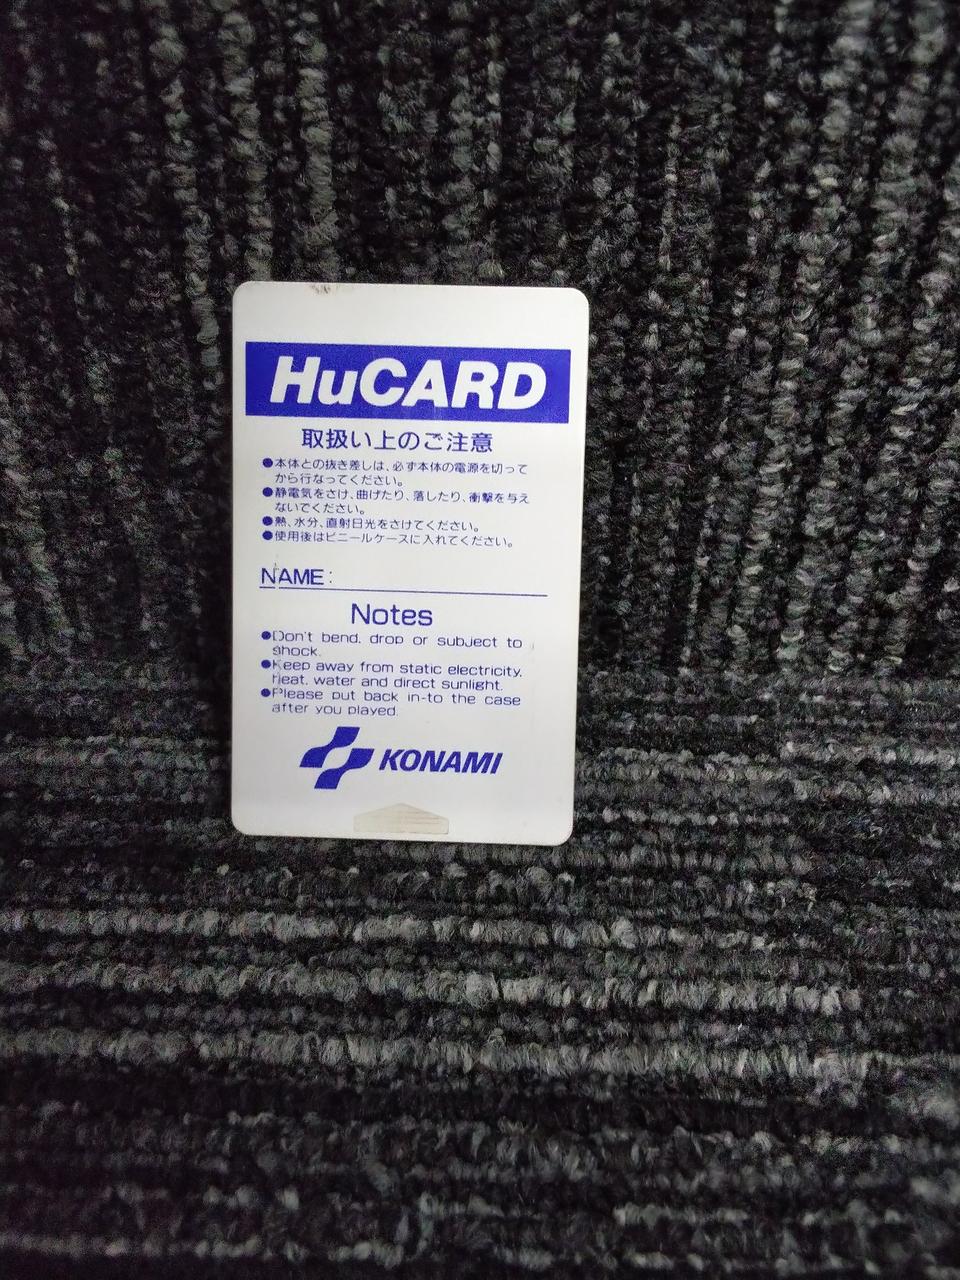 HuCARD
取扱い上のご注意
●本体との抜き差しは、必ず本体の電源を切って
から行なってください。
●静電気をさけ、曲げたり、落したり、衝撃を与え
ないでください。
●熱、水分、直射日光をさけてください。
●使用後はビニールケースに入れてください。
NAME:
Notes
●Don't bend, drop or subject to
shock.
●Keep away from static electricity,
heat, water and direct sunlight.
●Please put back in-to the case
after you played.
KONAMI